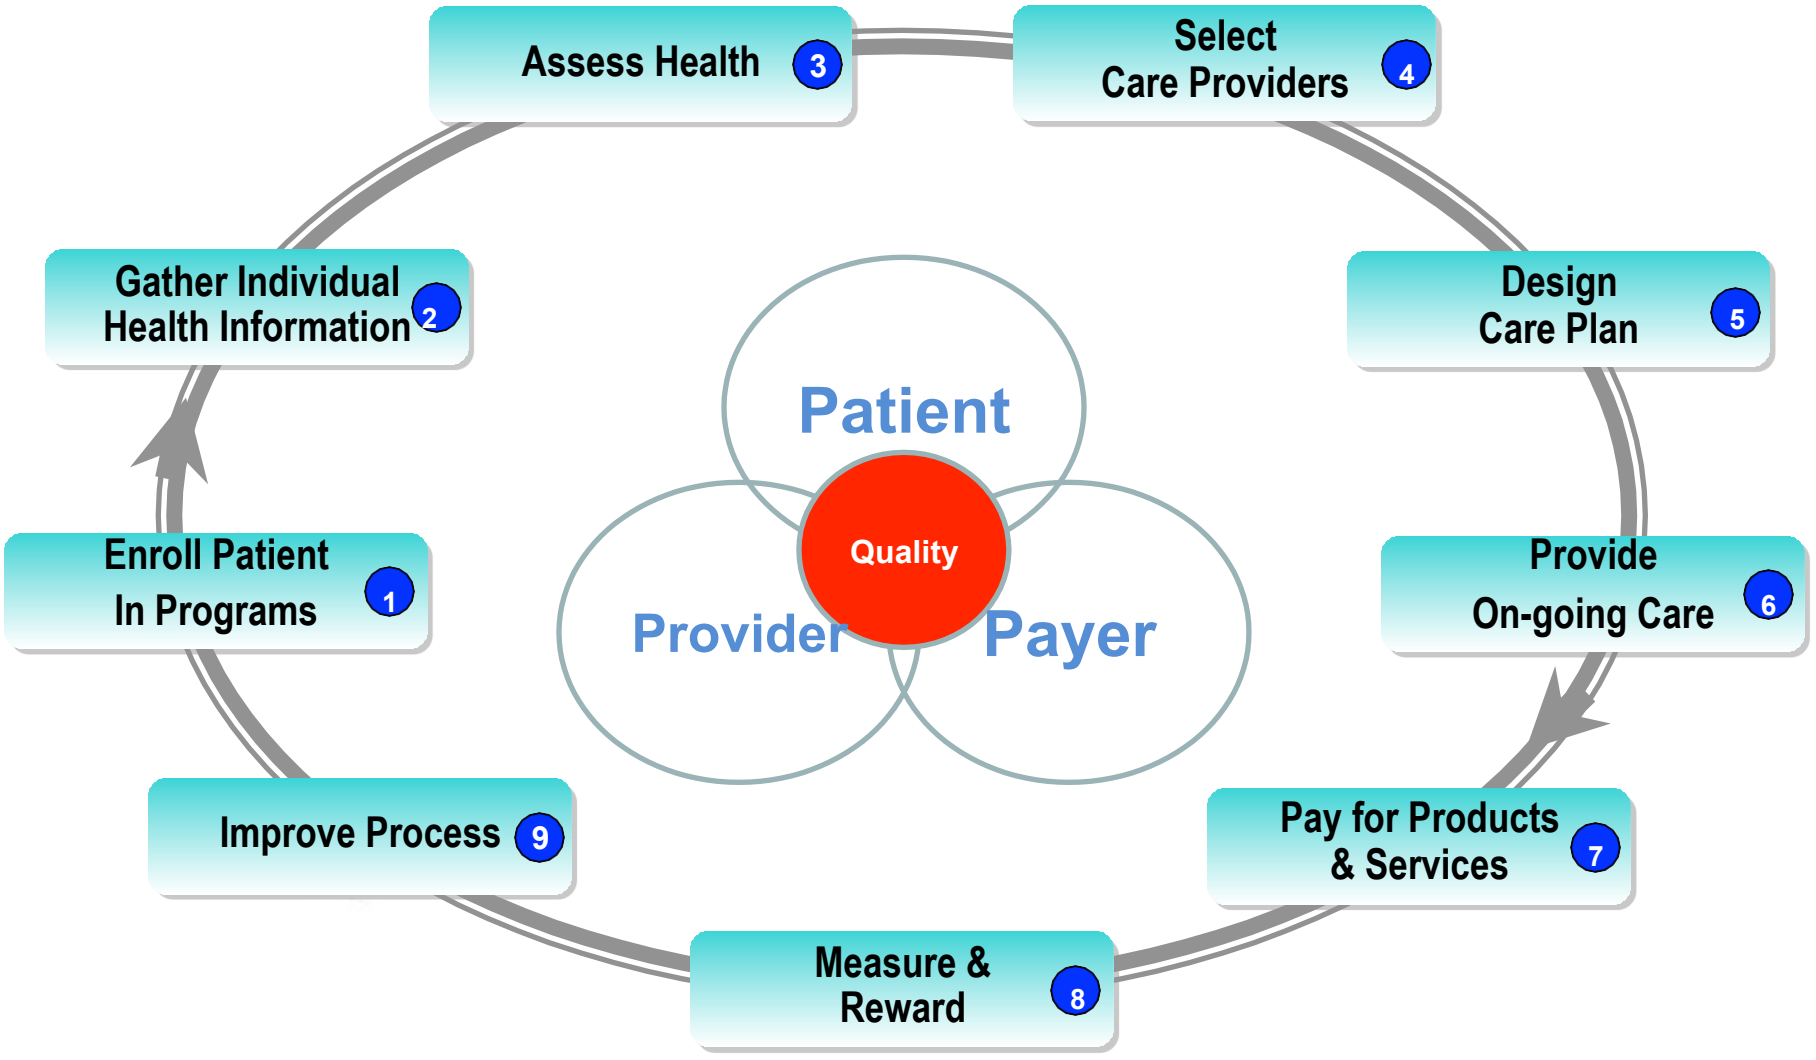 Assess Health 3
Select
Care Providers 4
Gather Individual
Health Information 2
Design
Care Plan 5
Patient
Quality
Provider
Payer
Enroll Patient
In Programs 1
Provide
On-going Care 6
Improve Process 9
Pay for Products
& Services 7
Measure &
Reward 8